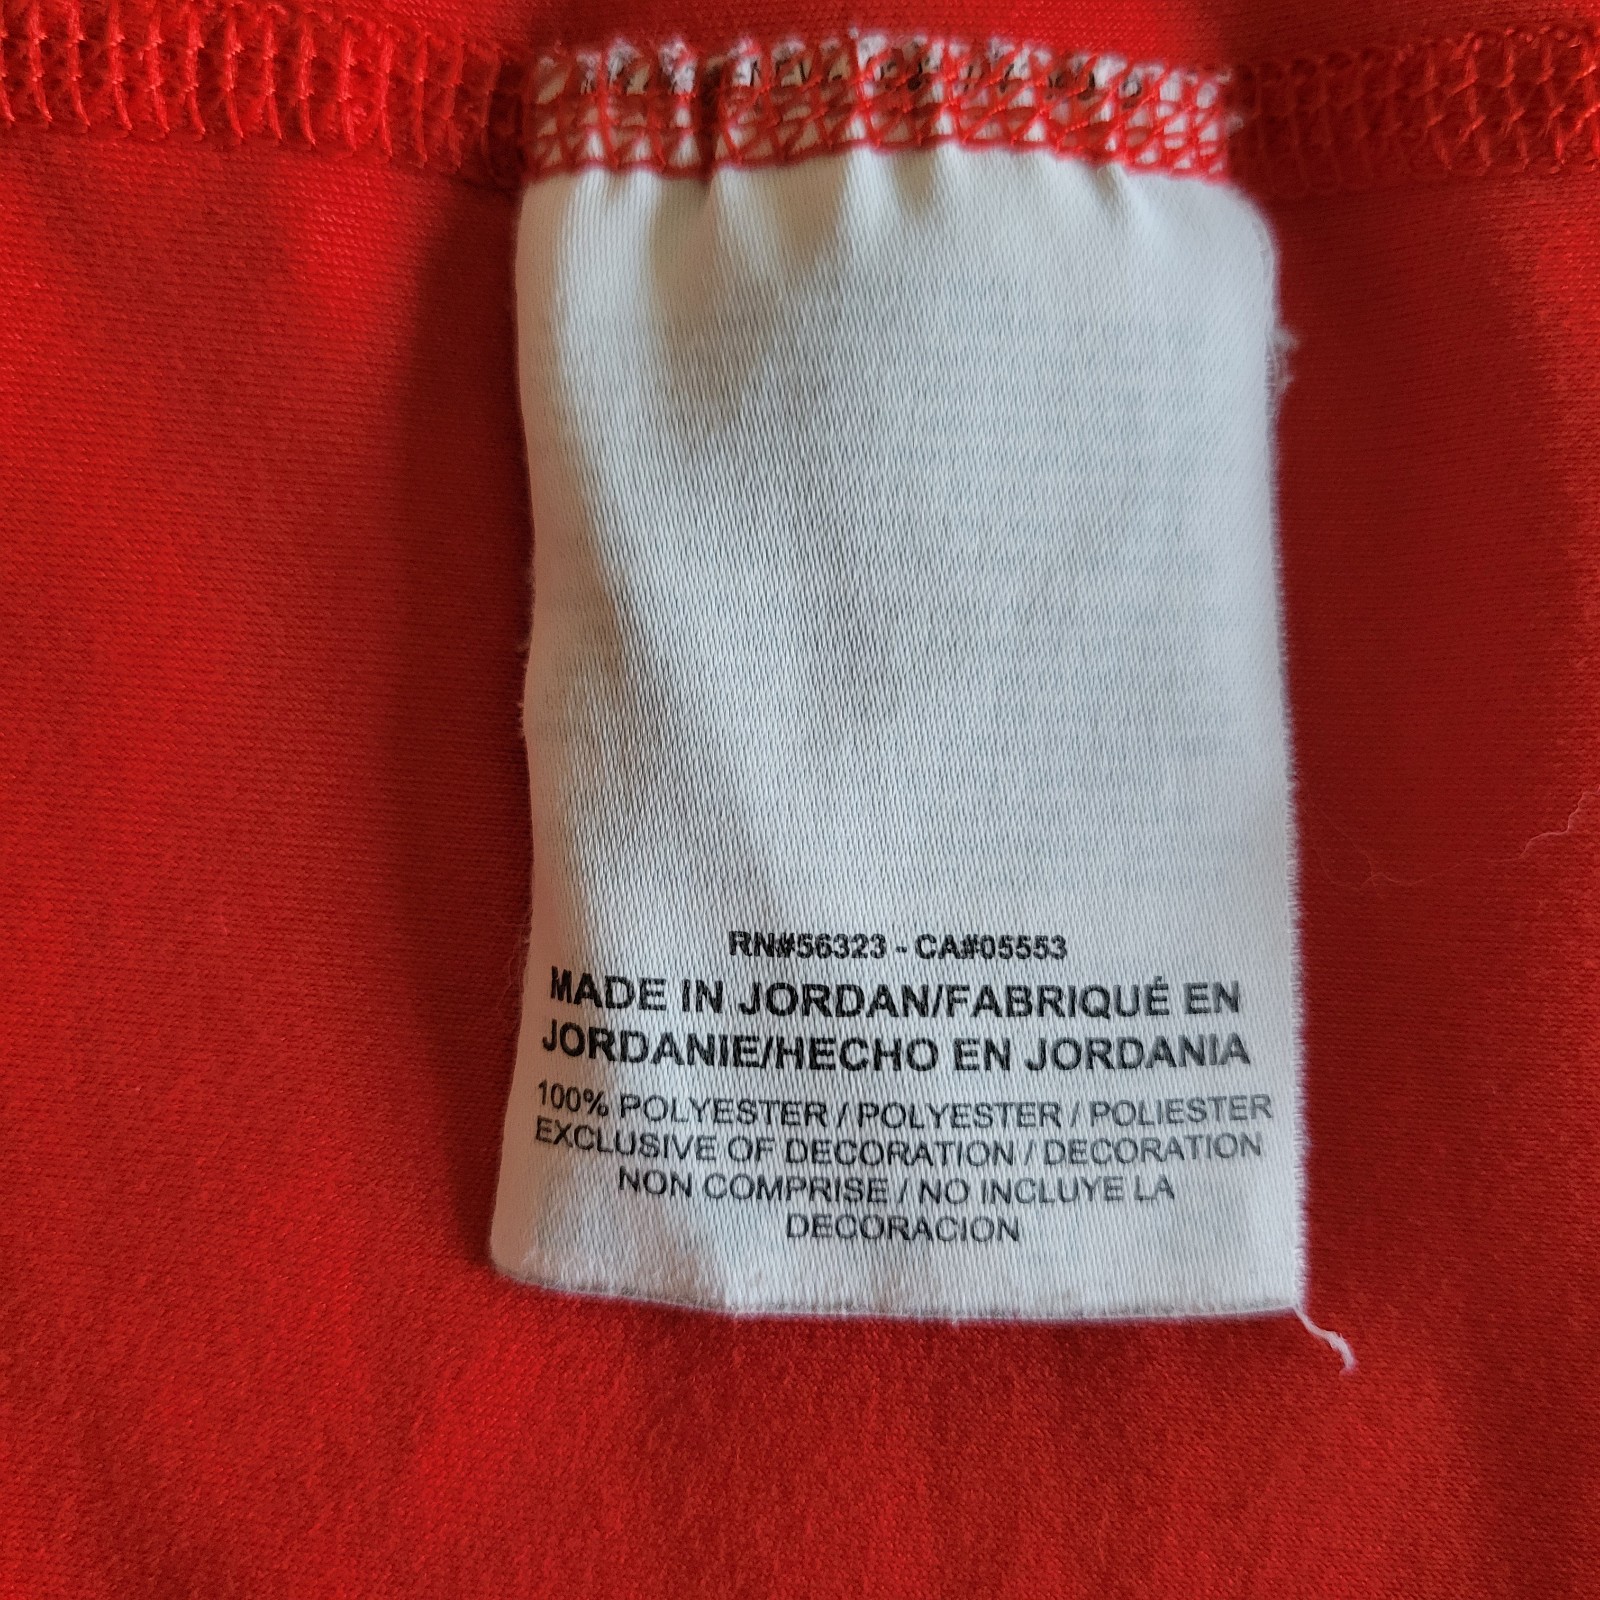 RN#56323 - CA#05553
MADE IN JORDAN/FABRIQUÉ EN
JORDANIE/HECHO EN JORDANIA
100% POLYESTER / POLYESTER / POLIESTER
EXCLUSIVE OF DECORATION / DECORATION
NON COMPRISE / NO INCLUYE LA
DECORACION